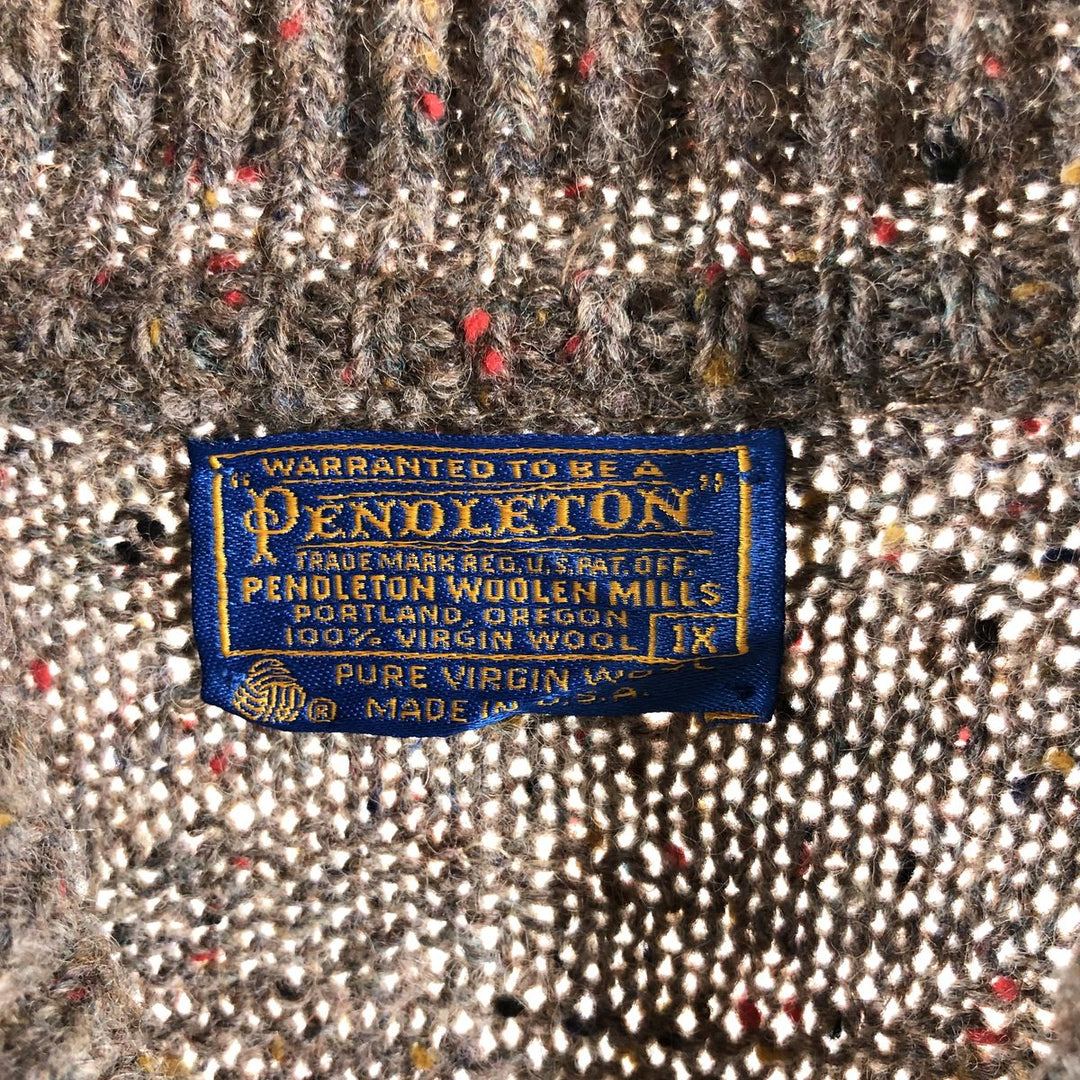 WARRANTED TO BE A
"PENDLETON"
TRADE MARK REG. U.S. PAT. OFF.
PENDLETON WOOLEN MILLS
PORTLAND, OREGON
100% VIRGIN WOOL 1X
PURE VIRGIN
® MADE IN U.S.A.